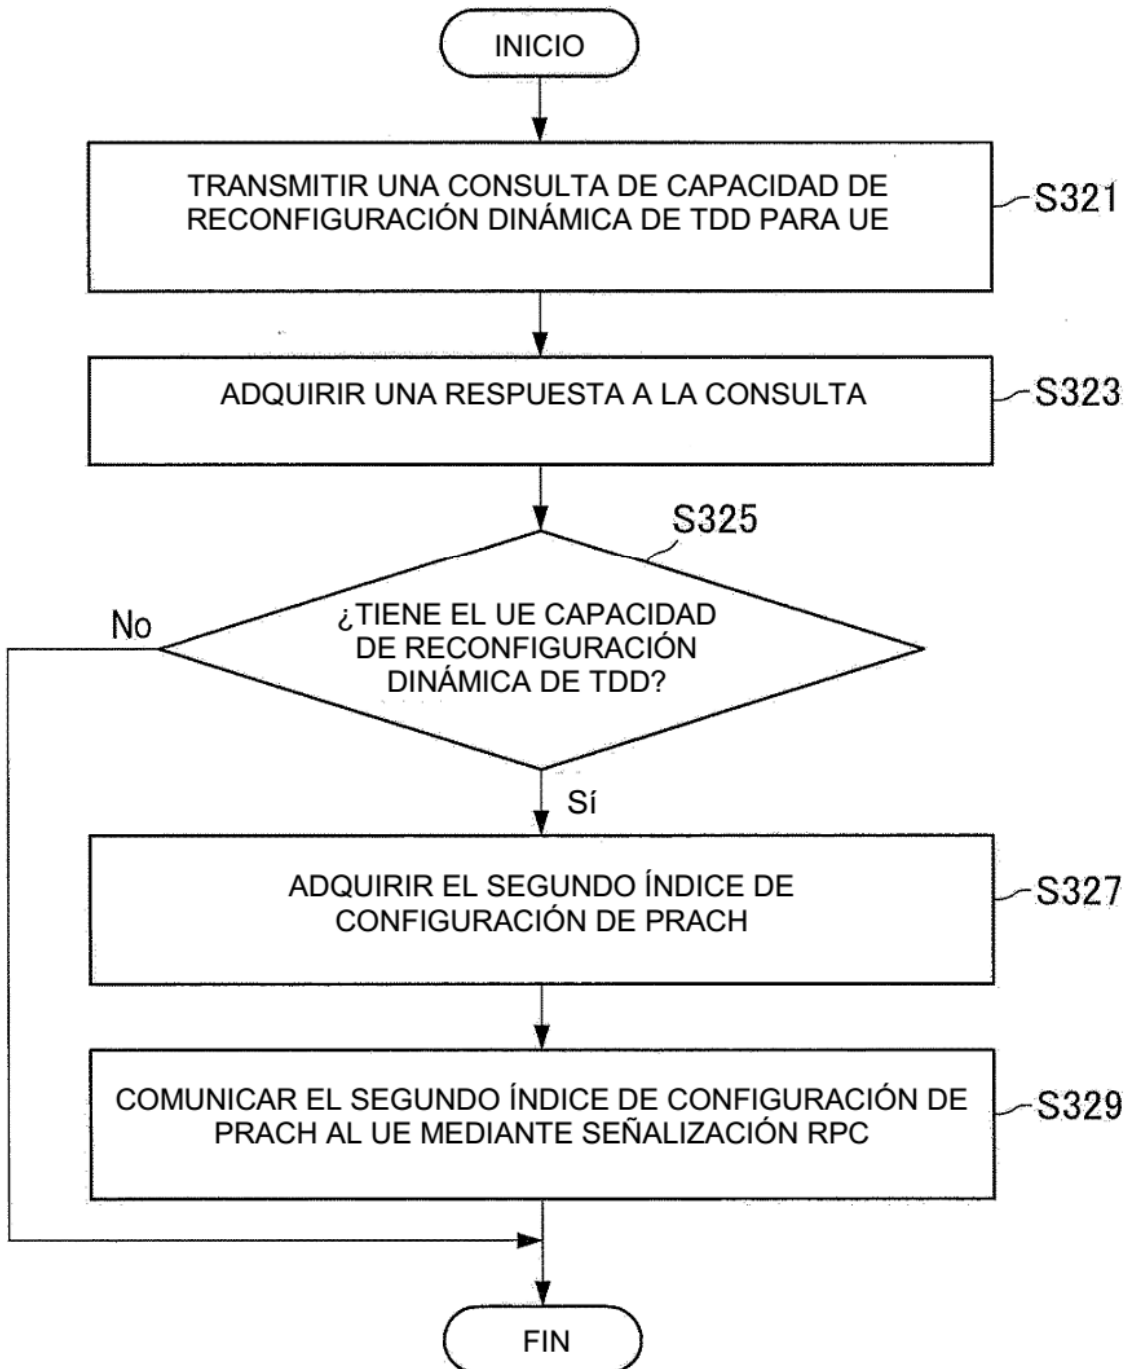 INICIO
TRANSMITIR UNA CONSULTA DE CAPACIDAD DE
RECONFIGURACIÓN DINÁMICA DE TDD PARA UE
S321
ADQUIRIR UNA RESPUESTA A LA CONSULTA
S323
S325
¿TIENE EL UE CAPACIDAD
DE RECONFIGURACIÓN
DINÁMICA DE TDD?
No
Sí
ADQUIRIR EL SEGUNDO ÍNDICE DE
CONFIGURACIÓN DE PRACH
S327
COMUNICAR EL SEGUNDO ÍNDICE DE CONFIGURACIÓN DE
PRACH AL UE MEDIANTE SEÑALIZACIÓN RPC
S329
FIN